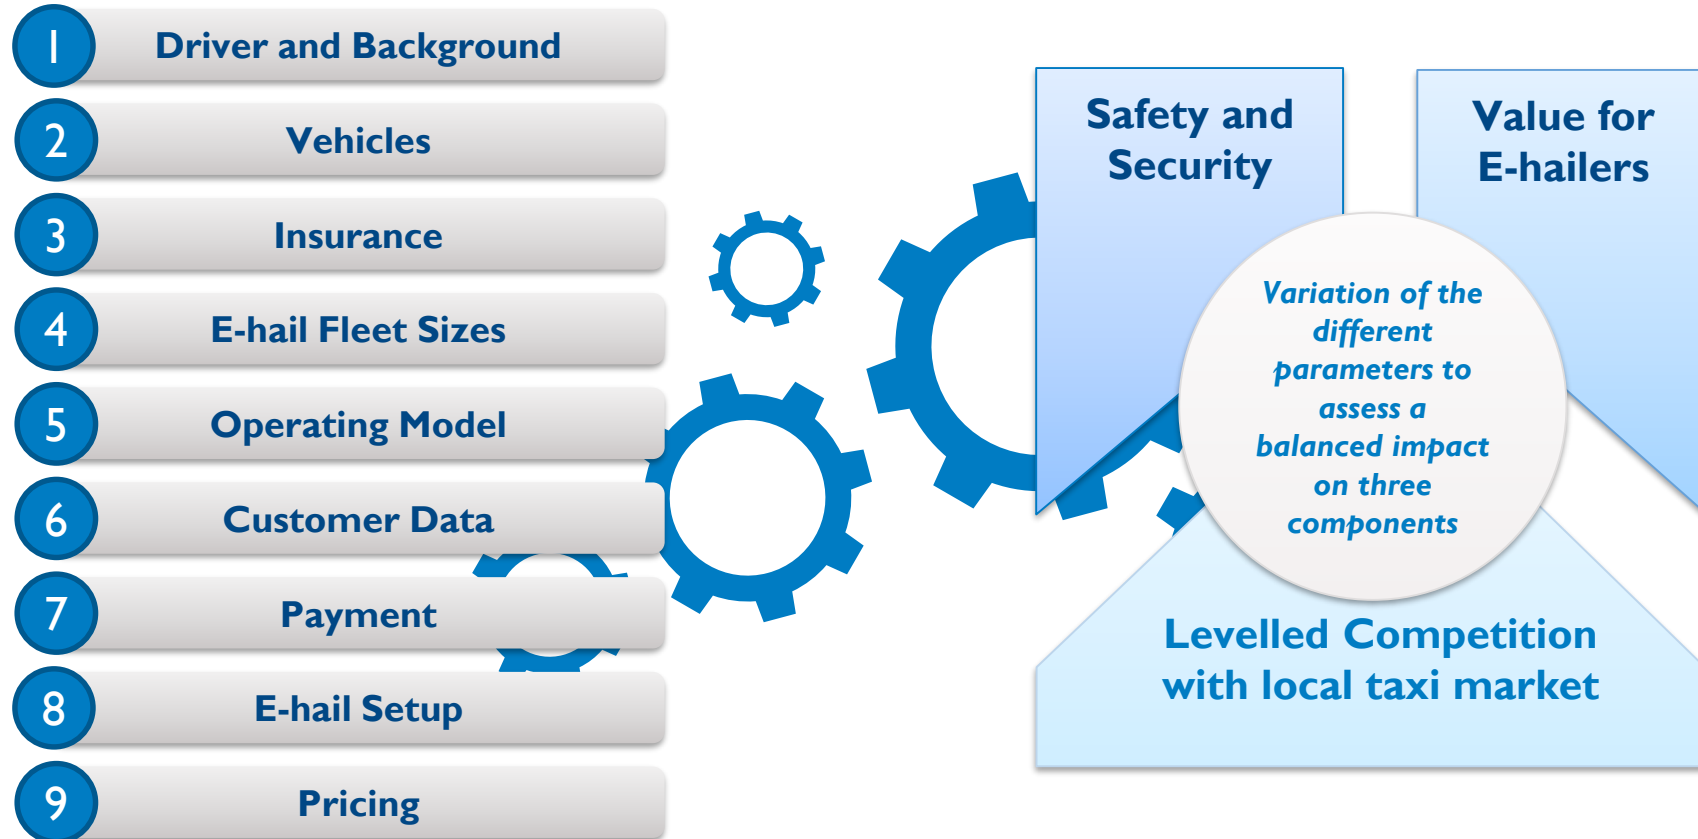 1 Driver and Background
2 Vehicles
3 Insurance
4 E-hail Fleet Sizes
5 Operating Model
6 Customer Data
7 Payment
8 E-hail Setup
9 Pricing
Safety and
Security
Value for
E-hailers
Variation of the
different
parameters to
assess a
balanced impact
on three
components
Levelled Competition
with local taxi market